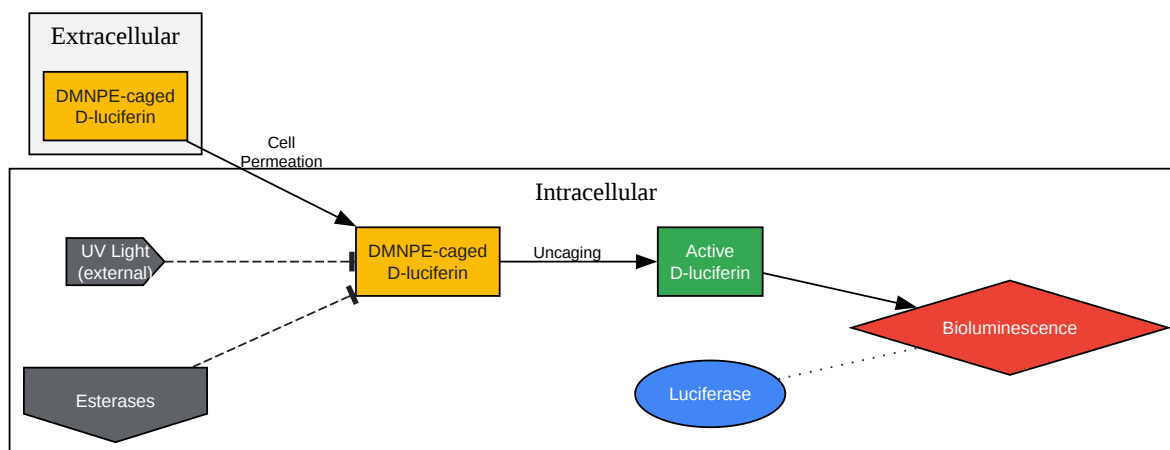 Extracellular
DMNPE-caged
D-luciferin
Cell
Permeation
Intracellular
UV Light
(external)
DMNPE-caged
D-luciferin
Uncaging
Active
D-luciferin
Bioluminescence
Esterases
Luciferase